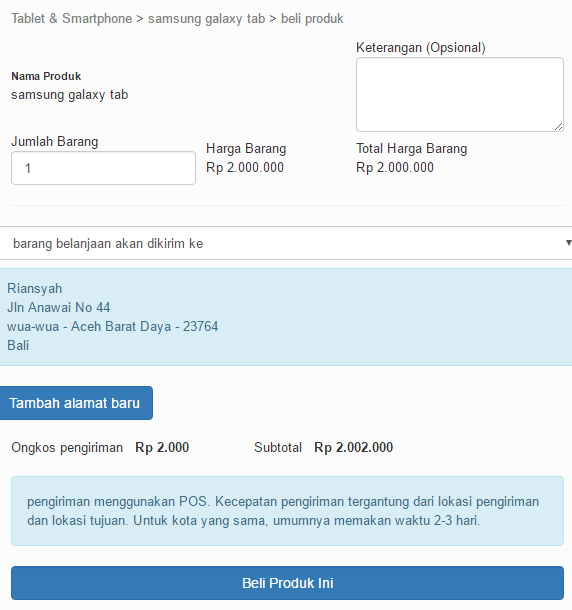 Tablet & Smartphone > samsung galaxy tab > beli produk
Keterangan (Opsional)
Nama Produk
samsung galaxy tab
Jumlah Barang
1
Harga Barang
Rp 2.000.000
Total Harga Barang
Rp 2.000.000
barang belanjaan akan dikirim ke
Riansyah
Jln Anawai No 44
wua-wua - Aceh Barat Daya - 23764
Bali
Tambah alamat baru
Ongkos pengiriman Rp 2.000 Subtotal Rp 2.002.000
pengiriman menggunakan POS. Kecepatan pengiriman tergantung dari lokasi pengiriman
dan lokasi tujuan. Untuk kota yang sama, umumnya memakan waktu 2-3 hari.
Beli Produk Ini